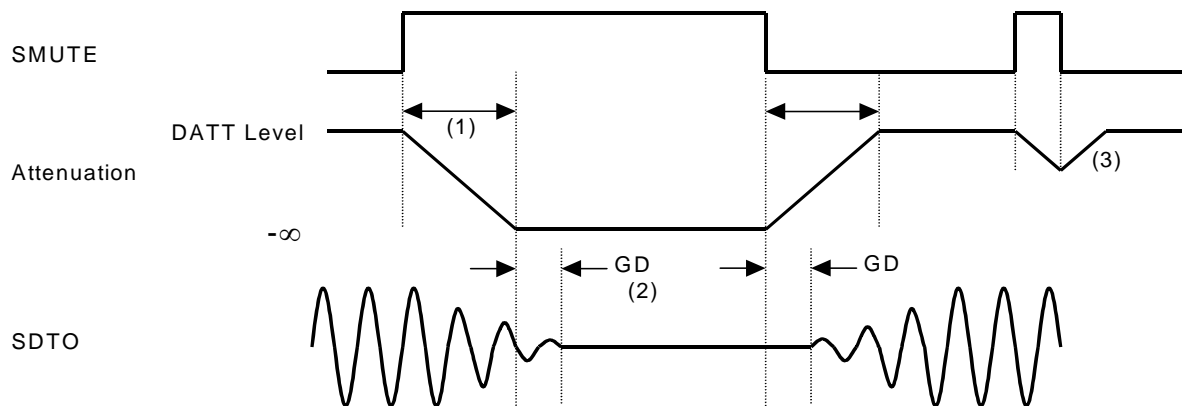 SMUTE
(1)
DATT Level
(3)
Attenuation
-∞
GD
GD
(2)
SDTO